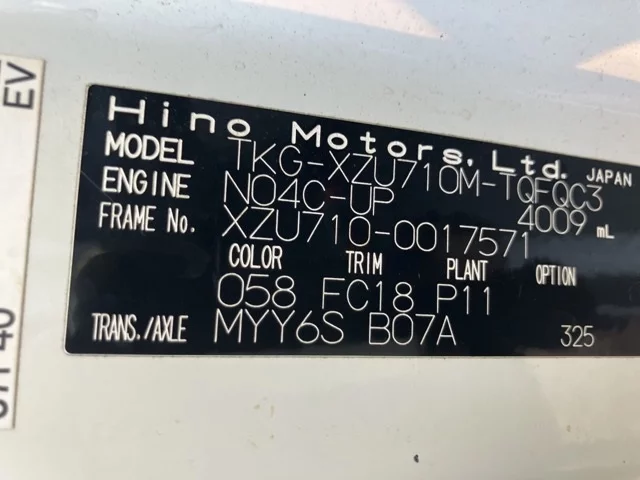 Hino Motors, Ltd. JAPAN
MODEL TKG-XZU710M-TQFQC3
ENGINE N04C-UP 4009 mL
FRAME No. XZU710-0017571
COLOR TRIM PLANT OPTION
058 FC18 P11
TRANS./AXLE MYY6S B07A 325
EV